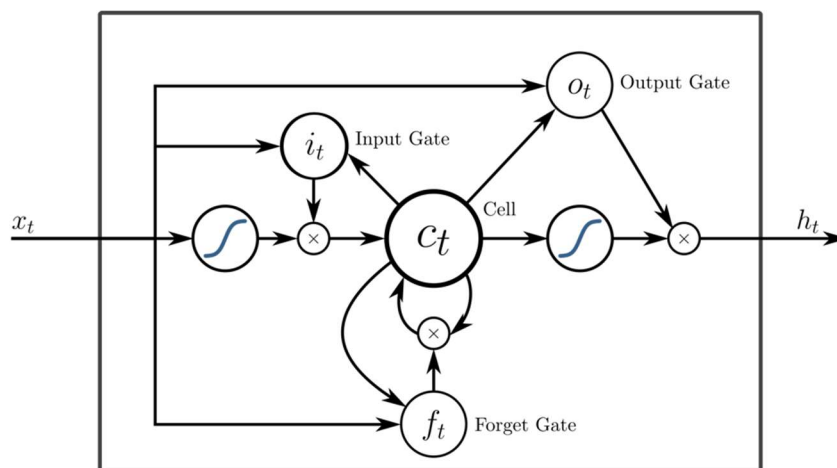 o_t Output Gate
i_t Input Gate
Cell
x_t
×
c_t
×
h_t
×
f_t Forget Gate